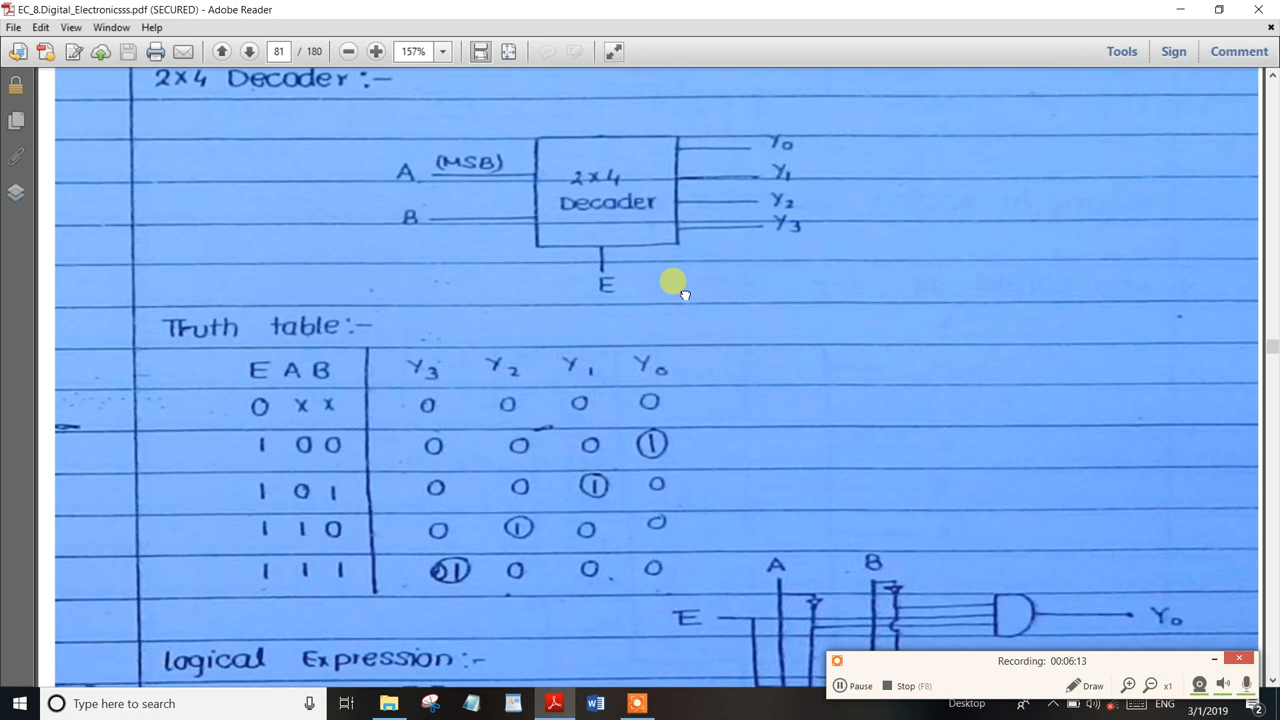 EC_8.Digital_Electronicsss.pdf (SECURED) - Adobe Reader
File Edit View Window Help
81 / 180 157% Tools Sign Comment
2x4 Decoder:-
Y0
A (MSB) 2x4 Y1
Decoder Y2
B Y3
E
Truth table:-
E A B Y3 Y2 Y1 Y0
0 x x 0 0 0 0
1 0 0 0 0 0 1
1 0 1 0 0 1 0
1 1 0 0 1 0 0
1 1 1 1 0 0 0
A B
E Y0
Logical Expression:-
Recording: 00:06:13
Pause Stop (F8) Draw x1
Type here to search Desktop ENG 3/1/2019 2